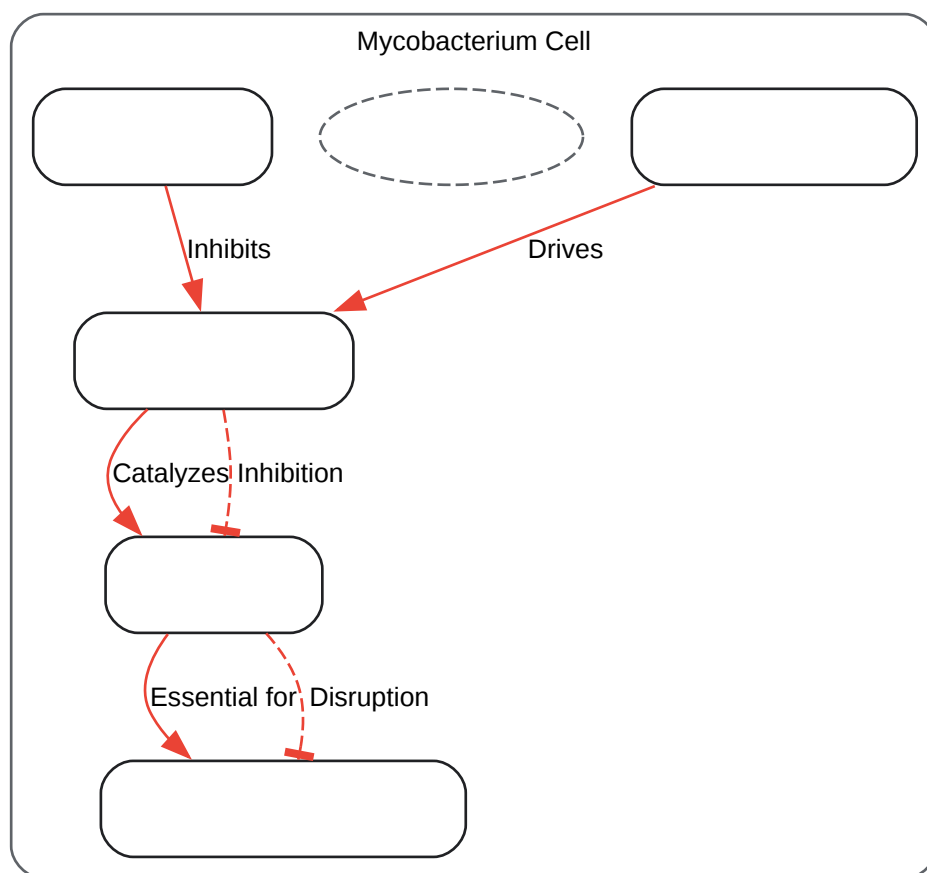 Mycobacterium Cell
Inhibits
Drives
Catalyzes
Inhibition
Essential for
Disruption